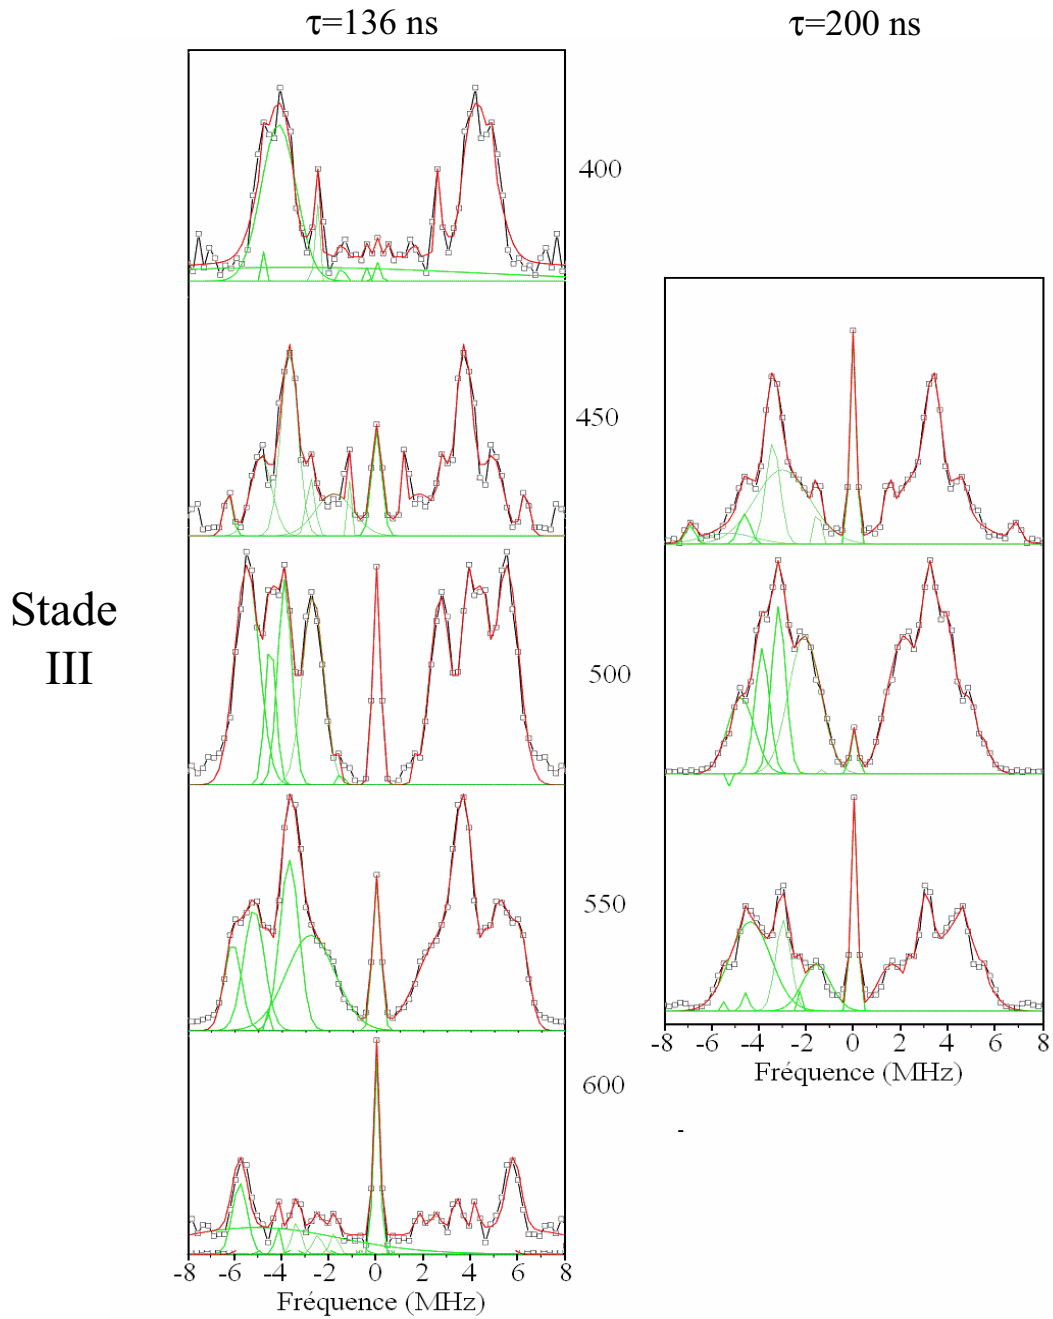 τ=136 ns
τ=200 ns
400
450
Stade
III
500
550
600
-8 -6 -4 -2 0 2 4 6 8
Fréquence (MHz)
-
-8 -6 -4 -2 0 2 4 6 8
Fréquence (MHz)